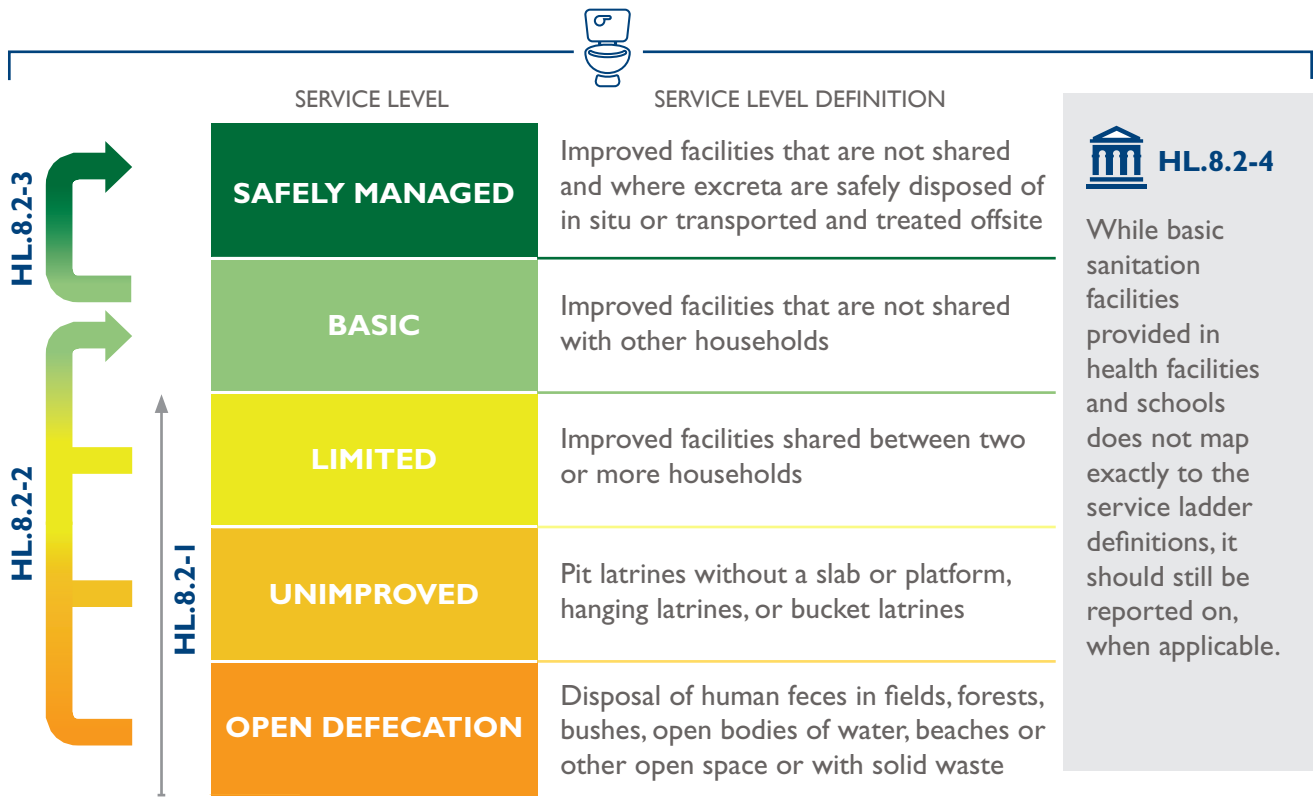 SERVICE LEVEL
SERVICE LEVEL DEFINITION
HL.8.2-3
HL.8.2-2
HL.8.2-1
SAFELY MANAGED
Improved facilities that are not shared
and where excreta are safely disposed of
in situ or transported and treated offsite
BASIC
Improved facilities that are not shared
with other households
LIMITED
Improved facilities shared between two
or more households
UNIMPROVED
Pit latrines without a slab or platform,
hanging latrines, or bucket latrines
OPEN DEFECATION
Disposal of human feces in fields, forests,
bushes, open bodies of water, beaches or
other open space or with solid waste
HL.8.2-4
While basic
sanitation
facilities
provided in
health facilities
and schools
does not map
exactly to the
service ladder
definitions, it
should still be
reported on,
when applicable.